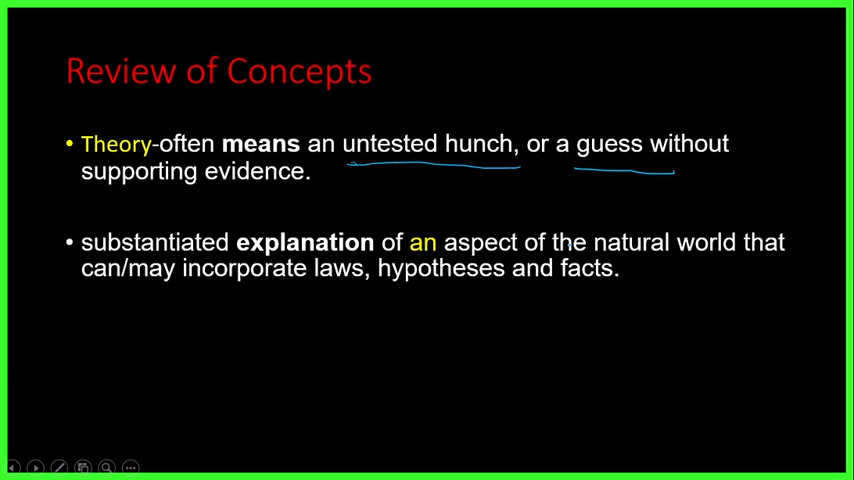 Review of Concepts
• Theory-often means an untested hunch, or a guess without
supporting evidence.
• substantiated explanation of an aspect of the natural world that
can/may incorporate laws, hypotheses and facts.